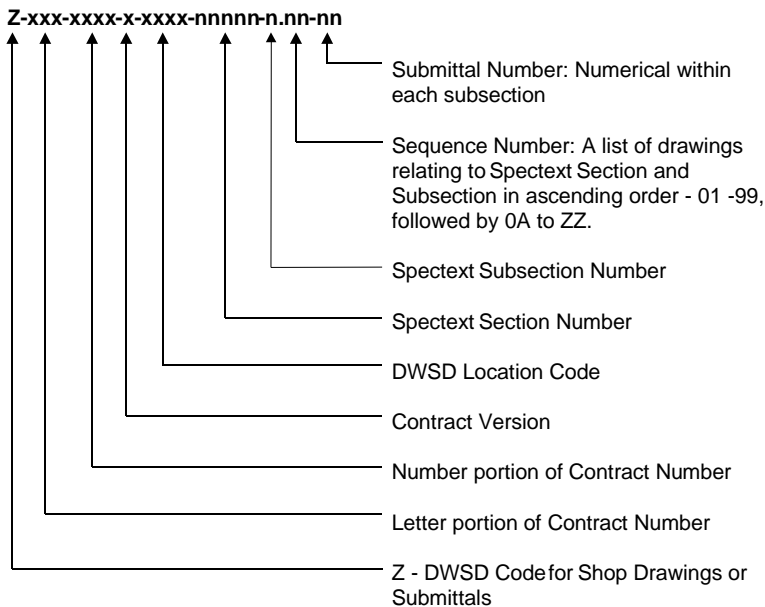 Z-xxx-xxxx-x-xxxx-nnnnn-n.nn-nn
Submittal Number: Numerical within
each subsection
Sequence Number: A list of drawings
relating to Spectext Section and
Subsection in ascending order - 01 -99,
followed by 0A to ZZ.
Spectext Subsection Number
Spectext Section Number
DWSD Location Code
Contract Version
Number portion of Contract Number
Letter portion of Contract Number
Z - DWSD Code for Shop Drawings or
Submittals